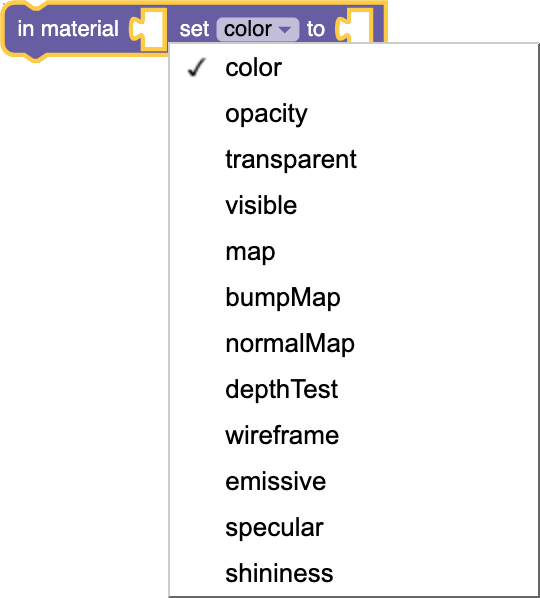 in material set color to
color
opacity
transparent
visible
map
bumpMap
normalMap
depthTest
wireframe
emissive
specular
shininess